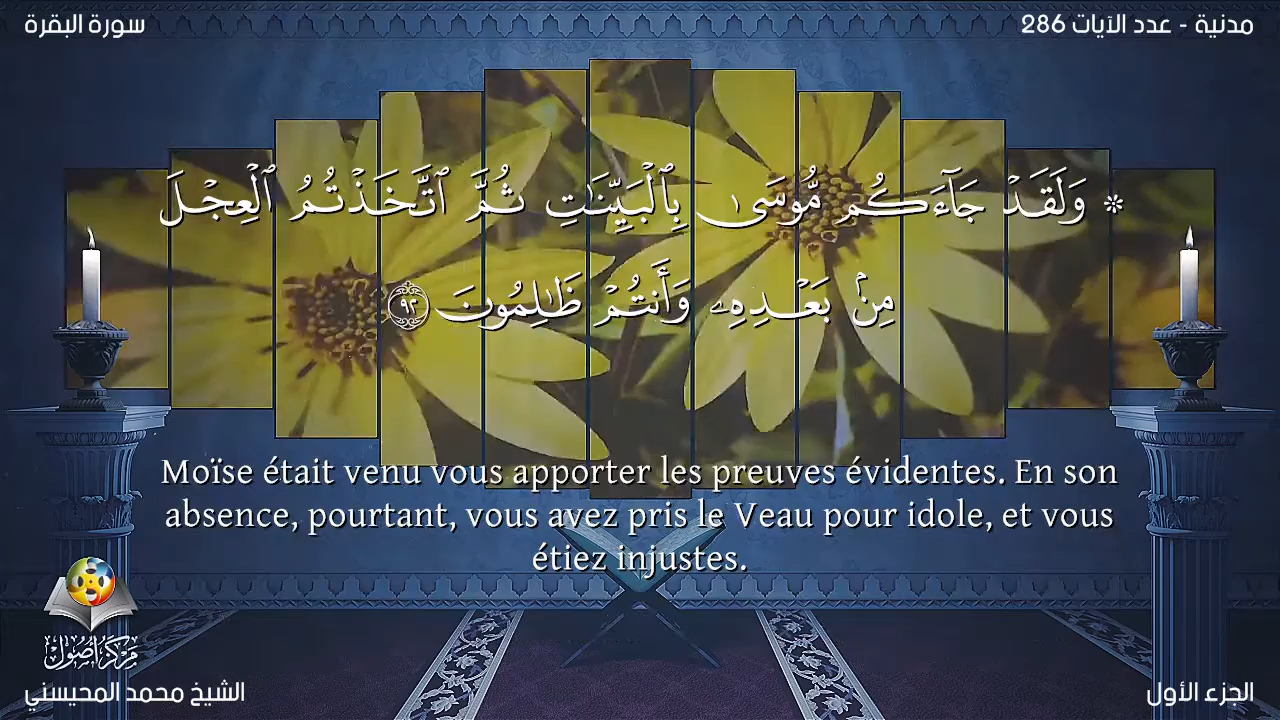 سورة البقرة
مدنية - عدد الآيات 286
۞ وَلَقَدْ جَآءَكُم مُّوسَىٰ بِٱلْبَيِّنَٰتِ ثُمَّ ٱتَّخَذْتُمُ ٱلْعِجْلَ
مِنۢ بَعْدِهِۦ وَأَنتُمْ ظَٰلِمُونَ ٩٢
Moïse était venu vous apporter les preuves évidentes. En son
absence, pourtant, vous avez pris le Veau pour idole, et vous
étiez injustes.
مركز أصول
الشيخ محمد المحيسني
الجزء الأول